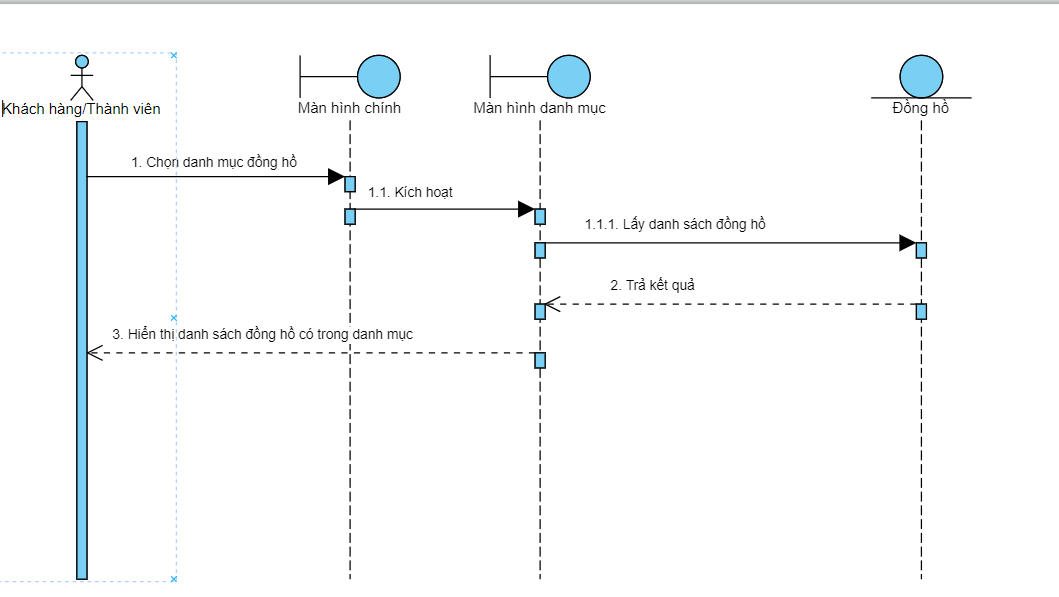 Khách hàng/Thành viên
Màn hình chính
Màn hình danh mục
Đồng hồ
1. Chọn danh mục đồng hồ
1.1. Kích hoạt
1.1.1. Lấy danh sách đồng hồ
2. Trả kết quả
3. Hiển thị danh sách đồng hồ có trong danh mục